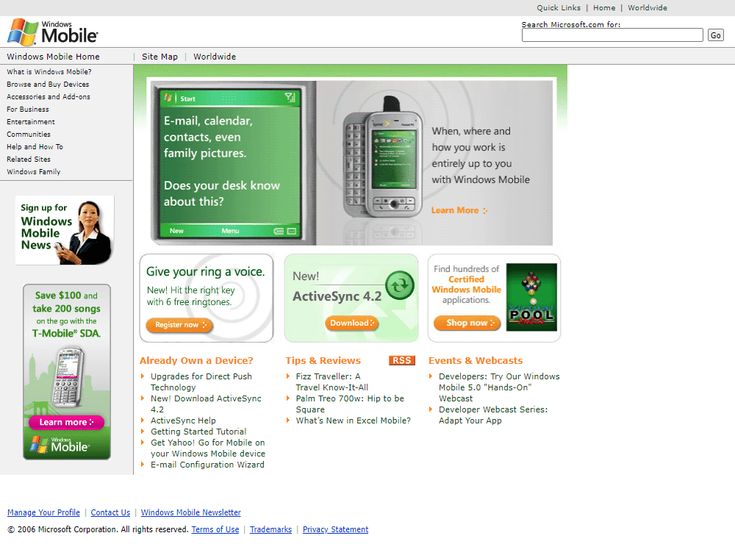 Quick Links | Home | Worldwide
Windows
Mobile®
Search Microsoft.com for:
Go
Windows Mobile Home | Site Map | Worldwide
What is Windows Mobile?
Browse and Buy Devices
Accessories and Add-ons
For Business
Entertainment
Communities
Help and How To
Related Sites
Windows Family
Start
E-mail, calendar,
contacts, even
family pictures.
Does your desk know
about this?
New Menu
When, where and
how you work is
entirely up to you
with Windows Mobile
Learn More
Sign up for
Windows
Mobile
News
Save $100 and
take 200 songs
on the go with the
T-Mobile® SDA.
Learn more
Windows
Mobile®
Give your ring a voice.
New! Hit the right key
with 6 free ringtones.
Register now
New!
ActiveSync 4.2
Download
Find hundreds of
Certified
Windows Mobile
applications.
Shop now
POOL
Already Own a Device?
Upgrades for Direct Push
Technology
New! Download ActiveSync
4.2
ActiveSync Help
Getting Started Tutorial
Get Yahoo! Go for Mobile on
your Windows Mobile device
E-mail Configuration Wizard
Tips & Reviews RSS
Fizz Traveller: A
Travel Know-It-All
Palm Treo 700w: Hip to be
Square
What's New in Excel Mobile?
Events & Webcasts
Developers: Try Our Windows
Mobile 5.0 "Hands-On"
Webcast
Developer Webcast Series:
Adapt Your App
Manage Your Profile | Contact Us | Windows Mobile Newsletter
© 2006 Microsoft Corporation. All rights reserved. Terms of Use | Trademarks | Privacy Statement